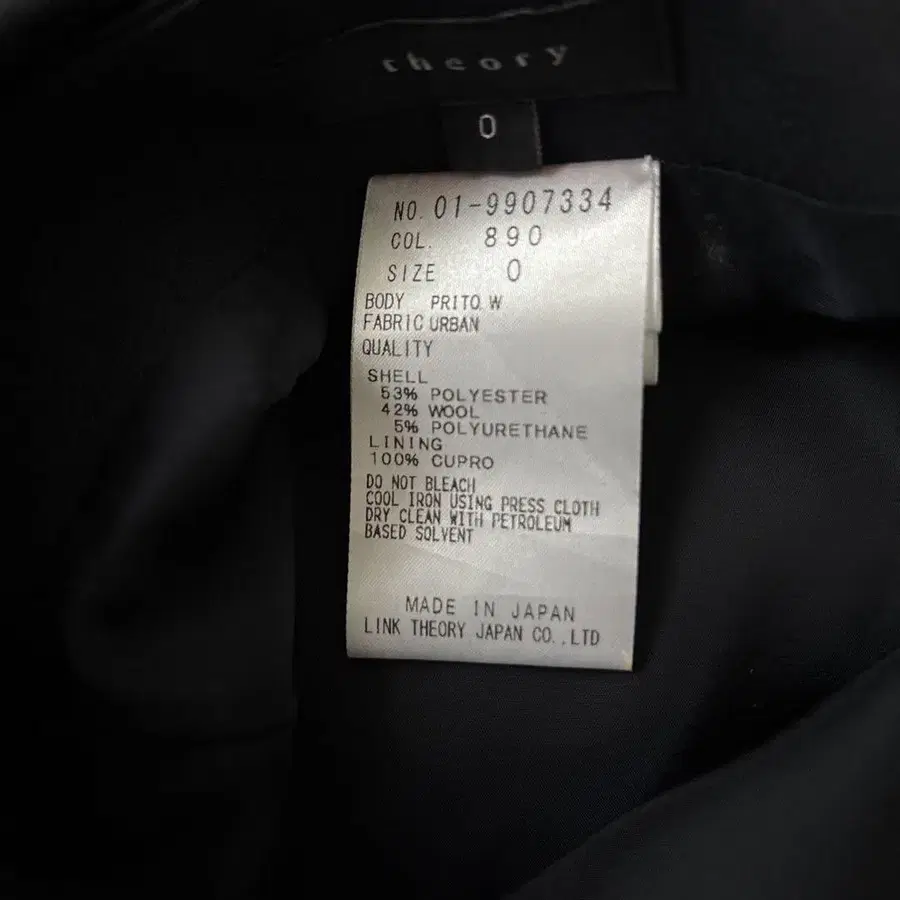 theory
0
NO. 01-9907334
COL. 890
SIZE 0
BODY PRITO W
FABRIC URBAN
QUALITY
SHELL
53% POLYESTER
42% WOOL
5% POLYURETHANE
LINING
100% CUPRO
DO NOT BLEACH
COOL IRON USING PRESS CLOTH
DRY CLEAN WITH PETROLEUM
BASED SOLVENT
MADE IN JAPAN
LINK THEORY JAPAN CO.,LTD